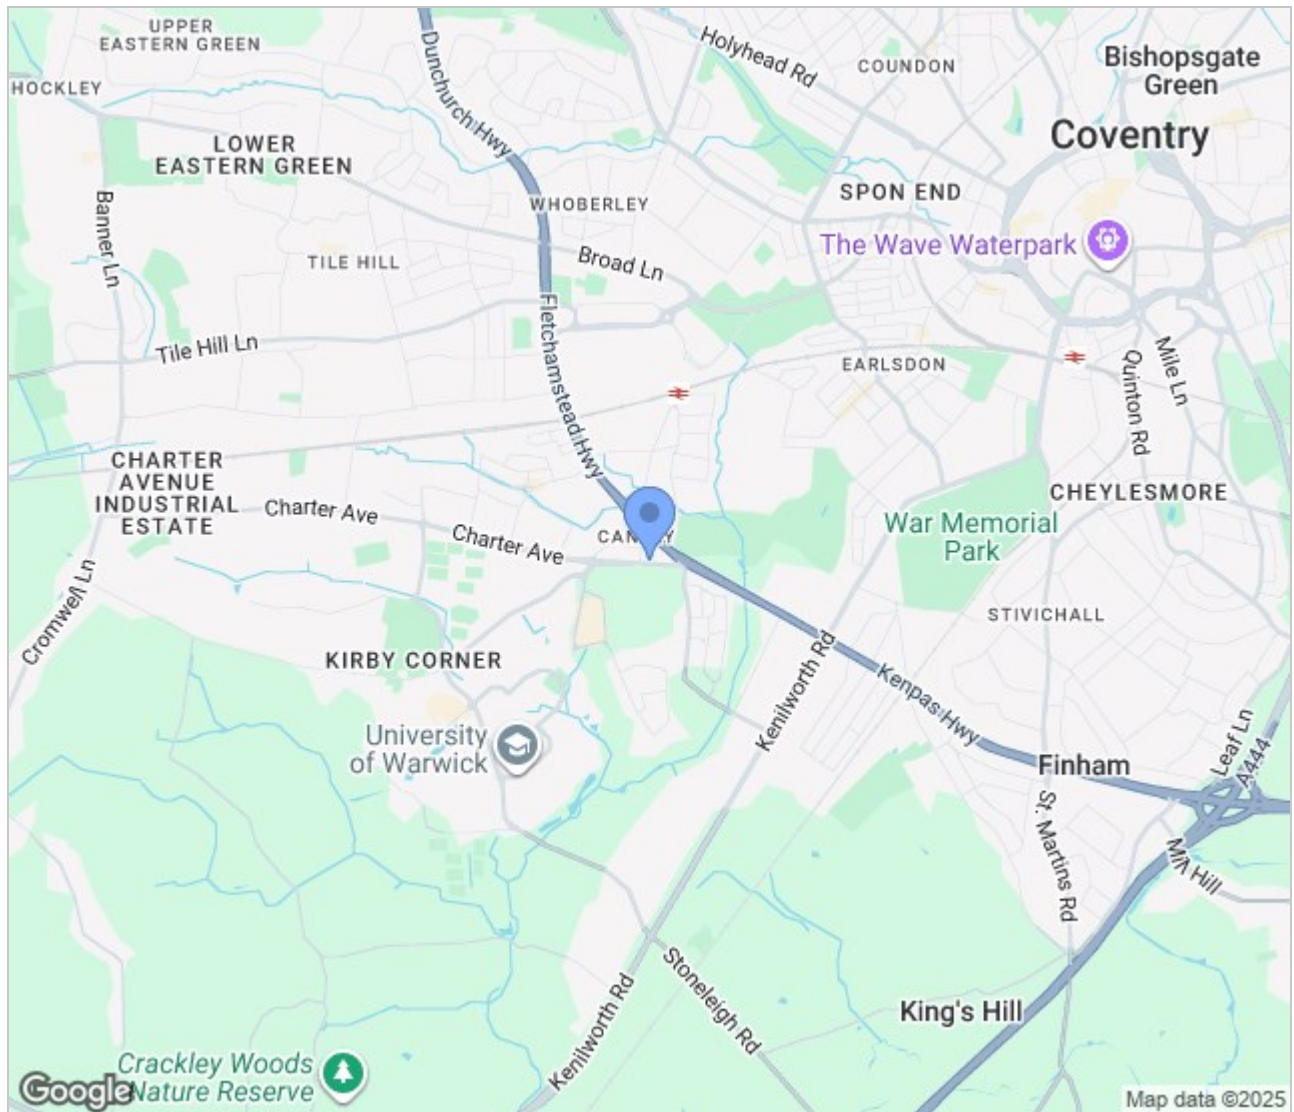 UPPER
EASTERN GREEN
HOCKLEY
Dunchurch Hwy
Holyhead Rd
COUNDON
Bishopsgate
Green
LOWER
EASTERN GREEN
Coventry
Banner Ln
WHOBERLEY
SPON END
The Wave Waterpark
TILE HILL
Broad Ln
Fletchamstead Hwy
Tile Hill Ln
EARLSDON
Quinton Rd
Mile Ln
CHARTER
AVENUE
INDUSTRIAL
ESTATE
Charter Ave
Charter Ave
CHEYLESMORE
War Memorial
Park
Cromwell Ln
STIVICHALL
KIRBY CORNER
Kenilworth Rd
Kenpas Hwy
University
of Warwick
Leaf Ln
A444
Finham
St. Martins Rd
Mill Hill
Stoneleigh Rd
Kenilworth Rd
King's Hill
Crackley Woods
Nature Reserve
Google
Map data ©2025